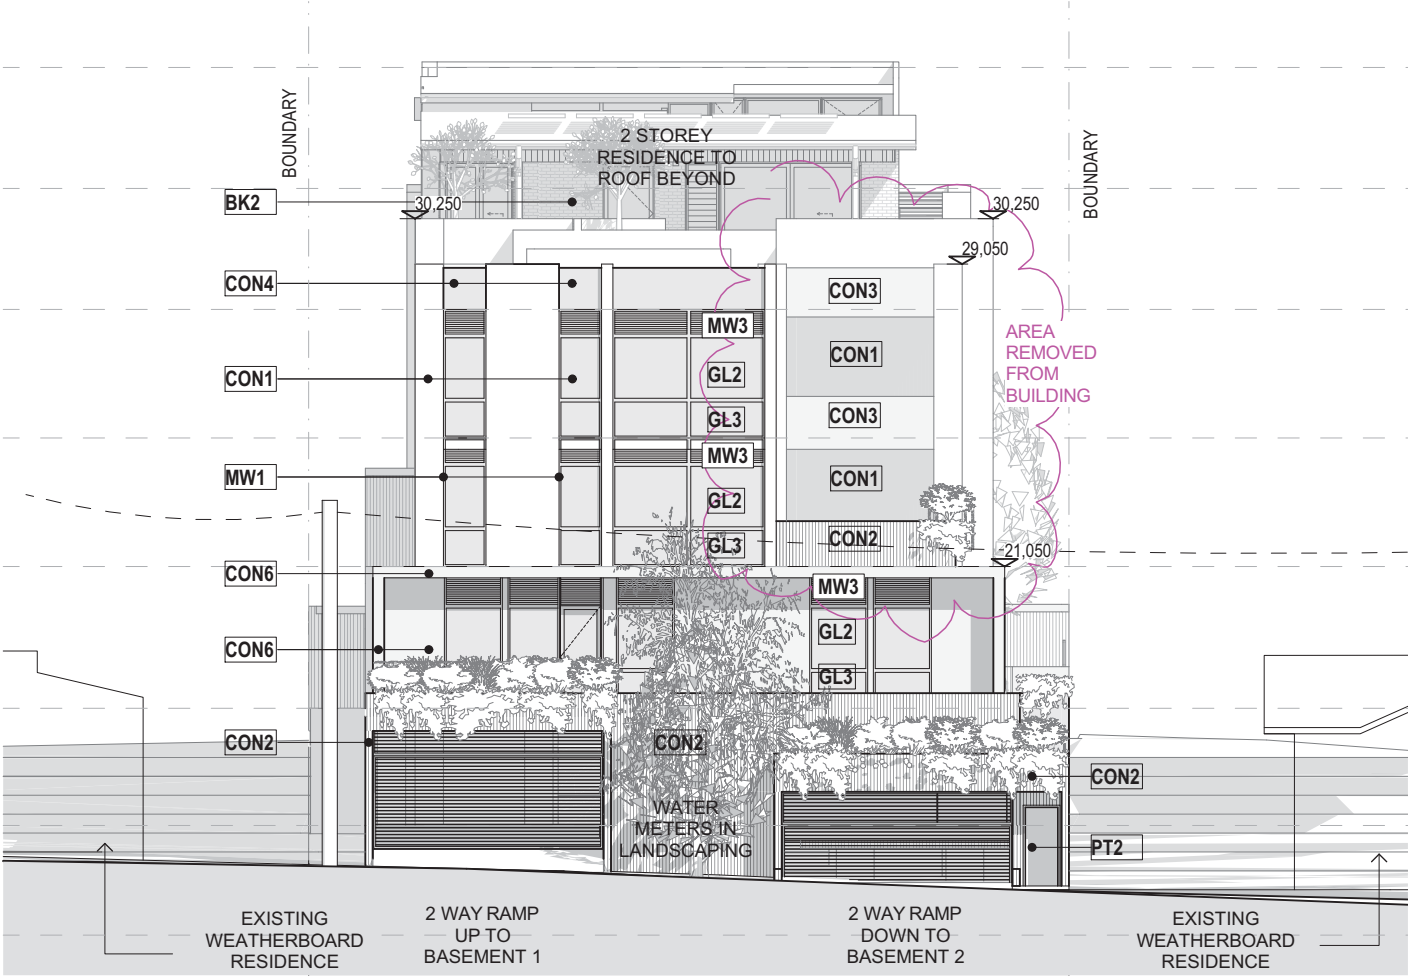 BOUNDARY
2 STOREY
RESIDENCE TO
ROOF BEYOND
BOUNDARY
BK2
30,250
30,250
29,050
CON4
CON3
MW3
AREA
REMOVED
FROM
BUILDING
CON1
CON1
GL2
GL3
CON3
MW3
MW1
CON1
GL2
CON2
GL3
21,050
CON6
MW3
GL2
CON6
GL3
CON2
CON2
CON2
WATER
METERS IN
LANDSCAPING
PT2
EXISTING
WEATHERBOARD
RESIDENCE
2 WAY RAMP
UP TO
BASEMENT 1
2 WAY RAMP
DOWN TO
BASEMENT 2
EXISTING
WEATHERBOARD
RESIDENCE